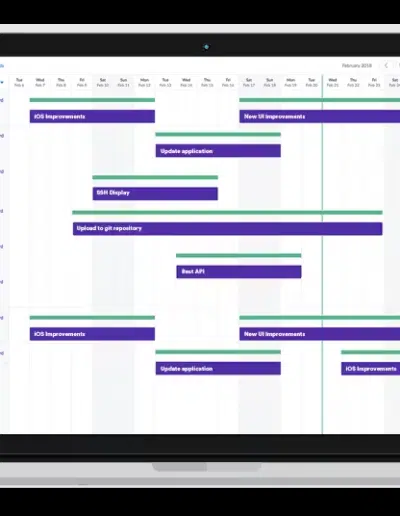 February 2018
Tue Wed Thu Fri Sat Sun Mon Tue Wed Thu Fri Sat Sun Mon Tue Wed Thu Fri Sat
Feb 6 Feb 7 Feb 8 Feb 9 Feb 10 Feb 11 Feb 12 Feb 13 Feb 14 Feb 15 Feb 16 Feb 17 Feb 18 Feb 19 Feb 20 Feb 21 Feb 22 Feb 23
iOS Improvements New UI Improvements
Update application
SSH Display
Upload to git repository
Rest API
iOS Improvements New UI Improvements
Update application iOS Improvements